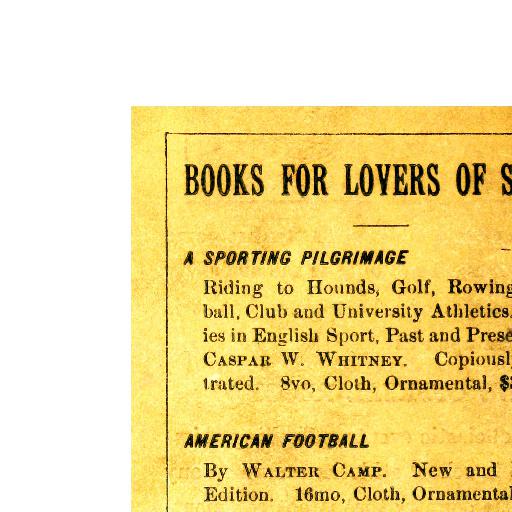 BOOKS FOR LOVERS OF S
A SPORTING PILGRIMAGE
Riding to Hounds, Golf, Rowing
ball, Club and University Athletics.
ies in English Sport, Past and Prese
CASPAR W. WHITNEY. Copiously
trated. 8vo, Cloth, Ornamental, $3
AMERICAN FOOTBALL
By WALTER CAMP. New and
Edition. 16mo, Cloth, Ornamental